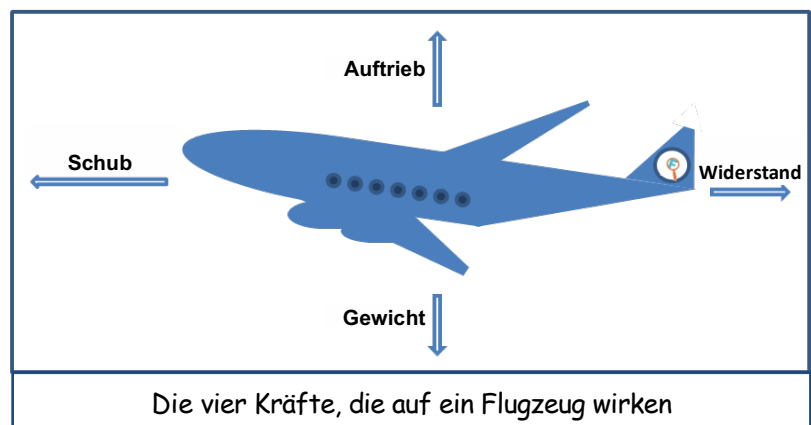 Auftrieb
Schub
Widerstand
Gewicht
Die vier Kräfte, die auf ein Flugzeug wirken